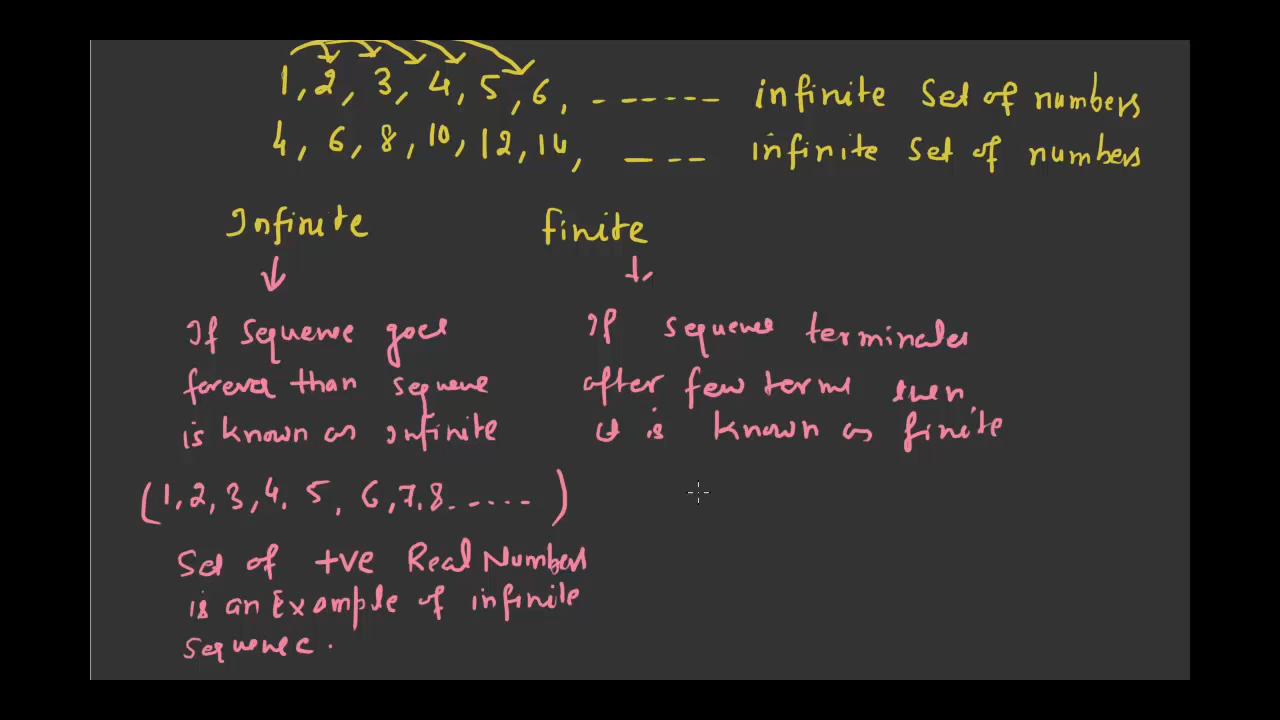 1, 2, 3, 4, 5, 6, ------ infinite set of numbers
4, 6, 8, 10, 12, 14, --- infinite set of numbers
Infinite finite
If sequence goes
forever than sequence
is known as infinite
If sequence terminates
after few terms then
it is known as finite
(1, 2, 3, 4, 5, 6, 7, 8......)
Set of +ve Real Numbers
is an Example of infinite
sequence.